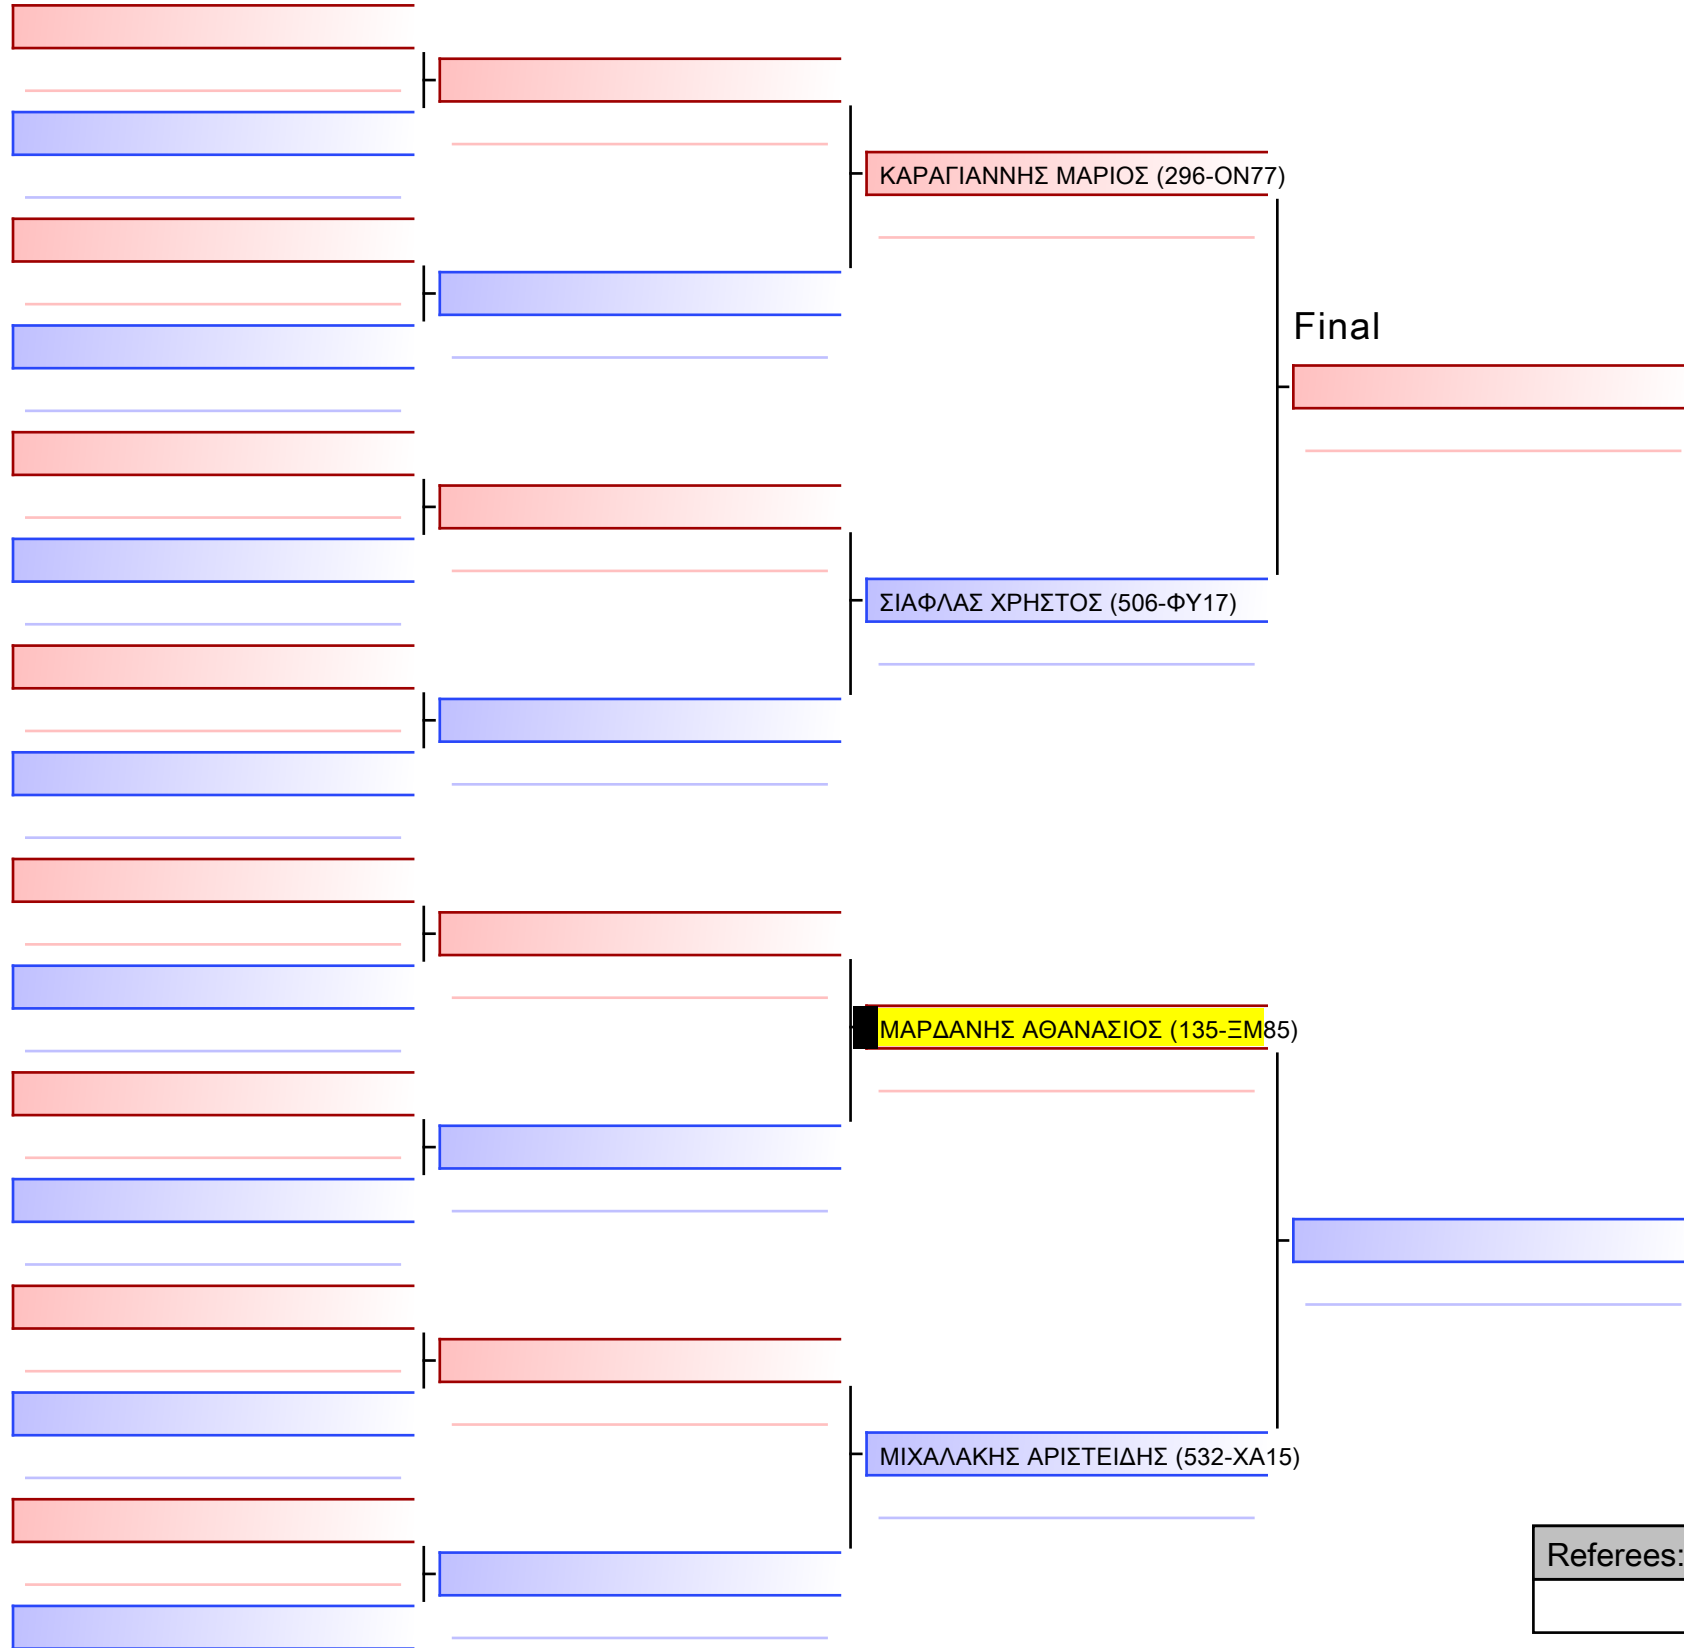 ΚΑΡΑΓΙΑΝΝΗΣ ΜΑΡΙΟΣ (296-ΟΝ77)
Final
ΣΙΑΦΛΑΣ ΧΡΗΣΤΟΣ (506-ΦΥ17)
ΜΑΡΔΑΝΗΣ ΑΘΑΝΑΣΙΟΣ (135-ΞΜ85)
ΜΙΧΑΛΑΚΗΣ ΑΡΙΣΤΕΙΔΗΣ (532-ΧΑ15)
Referees: